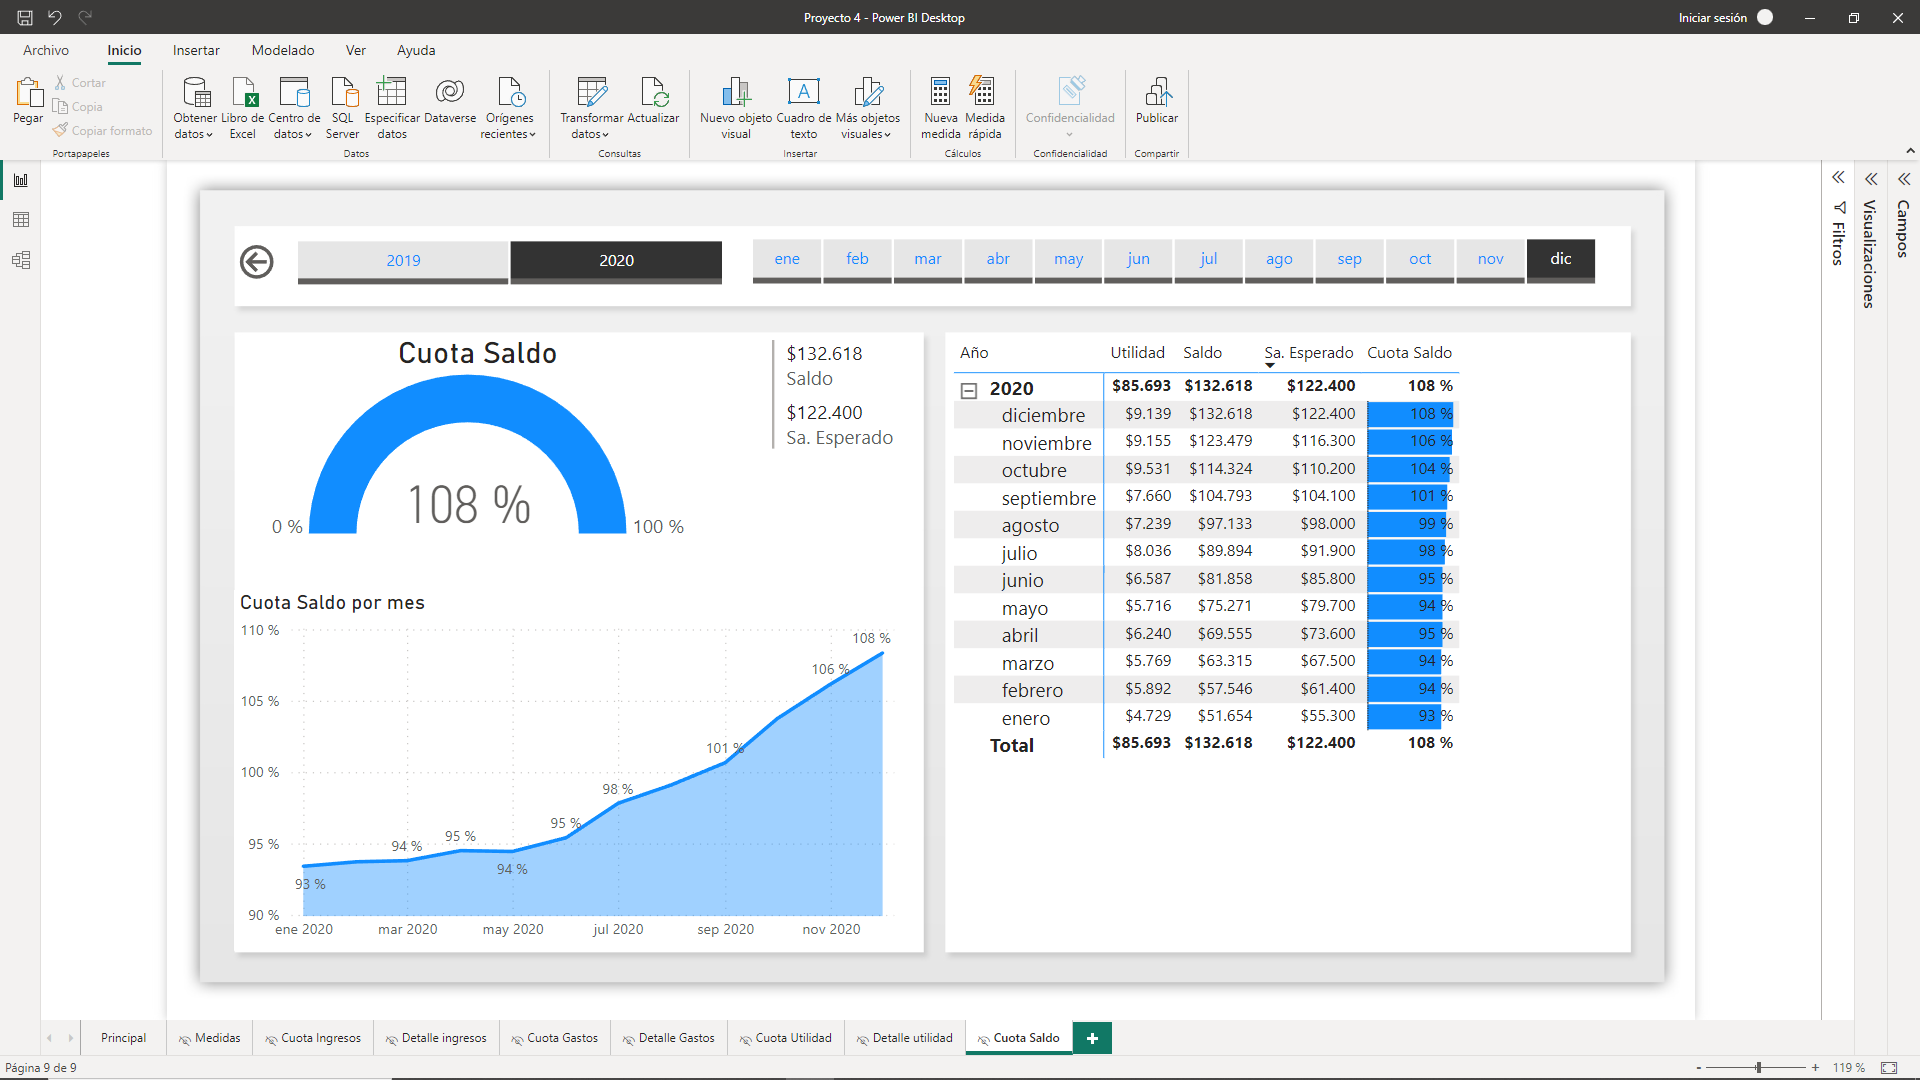 Proyecto 4 - Power BI Desktop
Iniciar sesión
Archivo
Inicio
Insertar
Modelado
Ver
Ayuda
Pegar
Cortar
Copia
Copiar formato
Portapapeles
Obtener datos
Libro de Excel
Centro de datos
SQL Server
Especificar datos
Dataverse
Orígenes recientes
Datos
Transformar datos
Actualizar
Consultas
Nuevo objeto visual
Cuadro de texto
Más objetos visuales
Insertar
Nueva medida
Medida rápida
Cálculos
Confidencialidad
Confidencialidad
Publicar
Compartir
Filtros
Visualizaciones
Campos
2019
2020
ene
feb
mar
abr
may
jun
jul
ago
sep
oct
nov
dic
Cuota Saldo
108 %
0 %
100 %
$132.618
Saldo
$122.400
Sa. Esperado
Cuota Saldo por mes
110 %
105 %
100 %
95 %
90 %
93 %
94 %
95 %
94 %
95 %
98 %
101 %
106 %
108 %
ene 2020
mar 2020
may 2020
jul 2020
sep 2020
nov 2020
Año Utilidad Saldo Sa. Esperado Cuota Saldo
2020 $85.693 $132.618 $122.400 108 %
diciembre $9.139 $132.618 $122.400 108 %
noviembre $9.155 $123.479 $116.300 106 %
octubre $9.531 $114.324 $110.200 104 %
septiembre $7.660 $104.793 $104.100 101 %
agosto $7.239 $97.133 $98.000 99 %
julio $8.036 $89.894 $91.900 98 %
junio $6.587 $81.858 $85.800 95 %
mayo $5.716 $75.271 $79.700 94 %
abril $6.240 $69.555 $73.600 95 %
marzo $5.769 $63.315 $67.500 94 %
febrero $5.892 $57.546 $61.400 94 %
enero $4.729 $51.654 $55.300 93 %
Total $85.693 $132.618 $122.400 108 %
Principal
Medidas
Cuota Ingresos
Detalle ingresos
Cuota Gastos
Detalle Gastos
Cuota Utilidad
Detalle utilidad
Cuota Saldo
+
Página 9 de 9
- + 119 %